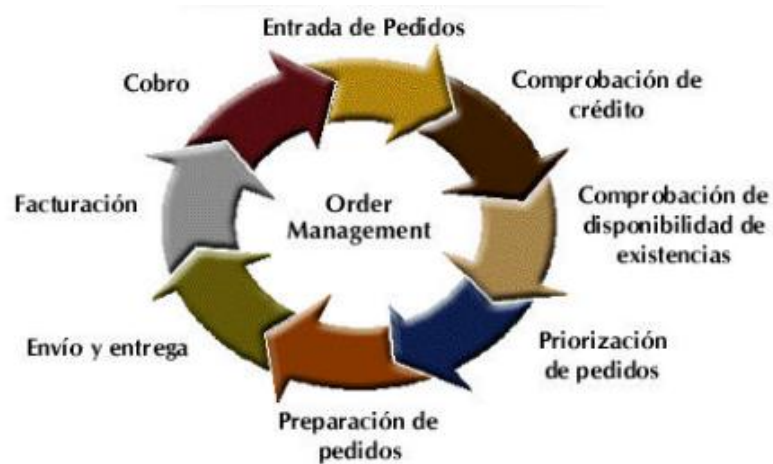 Entrada de Pedidos
Comprobación de
crédito
Comprobación de
disponibilidad de
existencias
Priorización
de pedidos
Preparación de
pedidos
Envío y entrega
Facturación
Cobro
Order
Management